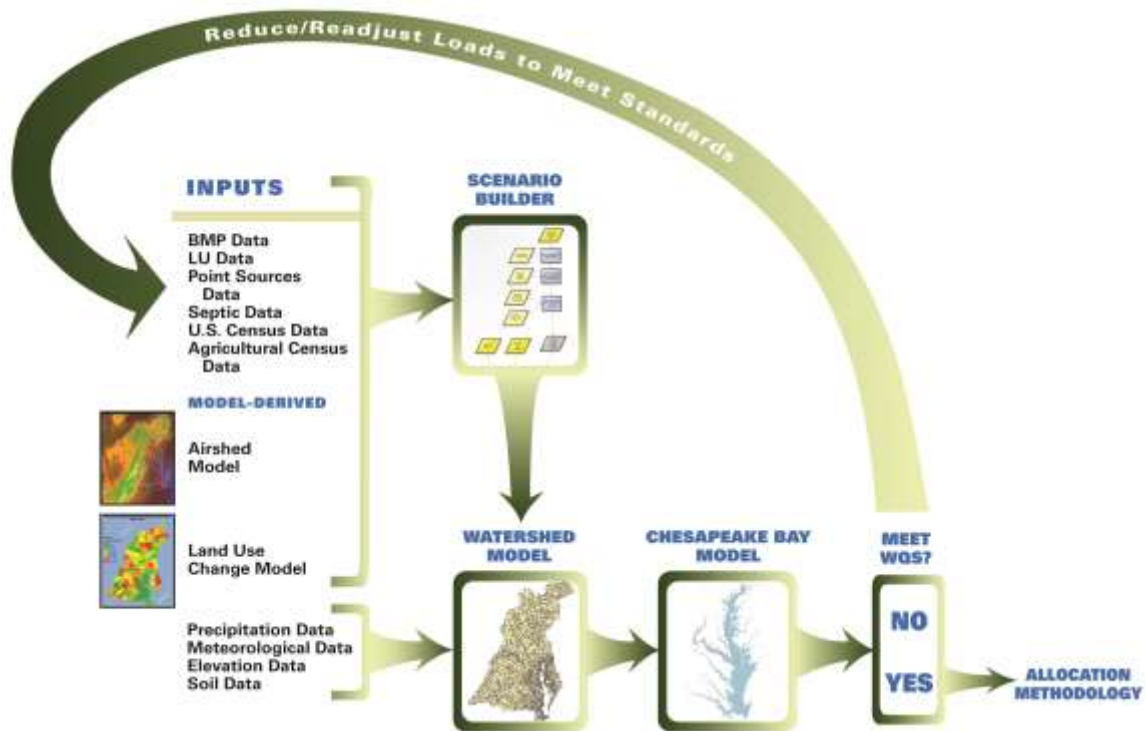 Reduce/Readjust Loads to Meet Standards
INPUTS
BMP Data
LU Data
Point Sources
Data
Septic Data
U.S. Census Data
Agricultural Census
Data
MODEL-DERIVED
Airshed
Model
Land Use
Change Model
Precipitation Data
Meteorological Data
Elevation Data
Soil Data
SCENARIO
BUILDER
WATERSHED
MODEL
CHESAPEAKE BAY
MODEL
MEET
WQS?
NO
YES
ALLOCATION
METHODOLOGY